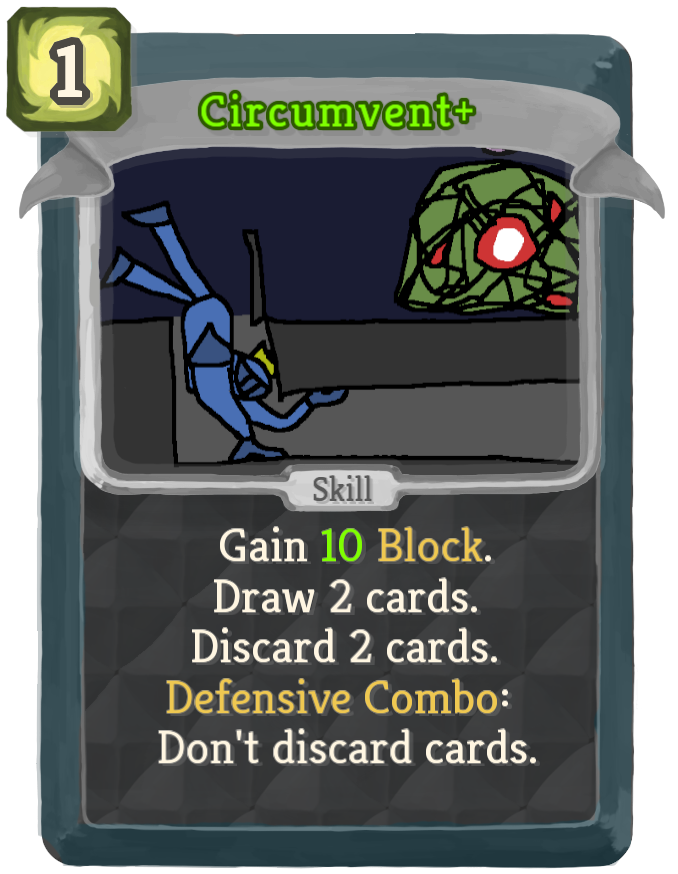 1
Circumvent+
Skill
Gain 10 Block.
Draw 2 cards.
Discard 2 cards.
Defensive Combo:
Don't discard cards.